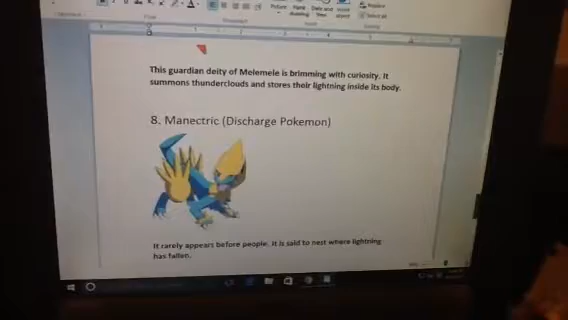 This guardian deity of Melemele is brimming with curiosity. It
summons thunderclouds and stores their lightning inside its body.
8. Manectric (Discharge Pokemon)
It rarely appears before people. It is said to nest where lightning
has fallen.